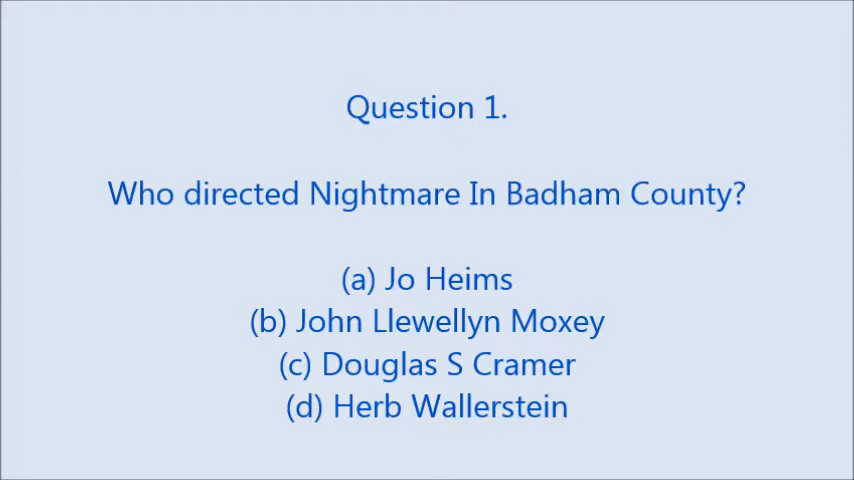 Question 1.
Who directed Nightmare In Badham County?
(a) Jo Heims
(b) John Llewellyn Moxey
(c) Douglas S Cramer
(d) Herb Wallerstein